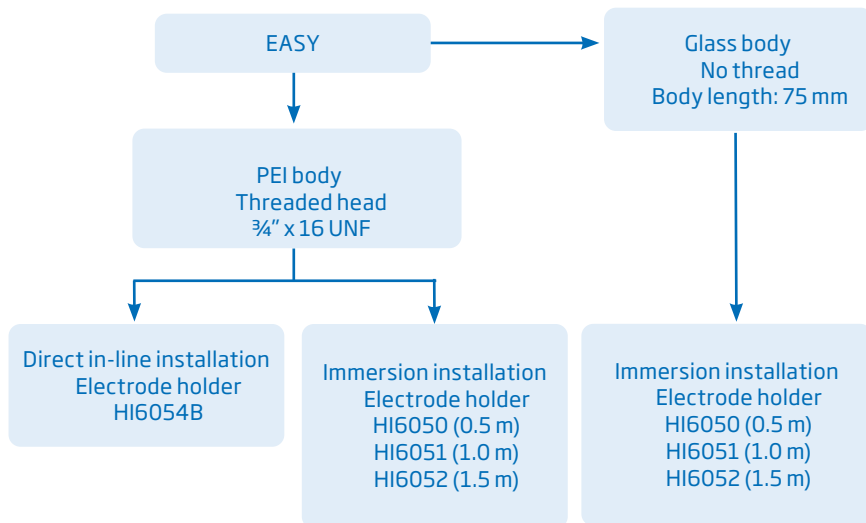 EASY
Glass body
No thread
Body length: 75 mm
PEI body
Threaded head
¾” x 16 UNF
Direct in-line installation
Electrode holder
HI6054B
Immersion installation
Electrode holder
HI6050 (0.5 m)
HI6051 (1.0 m)
HI6052 (1.5 m)
Immersion installation
Electrode holder
HI6050 (0.5 m)
HI6051 (1.0 m)
HI6052 (1.5 m)